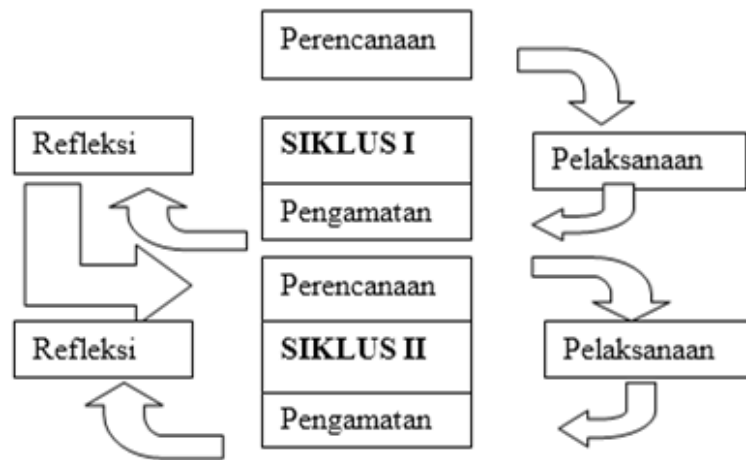 Perencanaan
Refleksi
SIKLUS I
Pelaksanaan
Pengamatan
Perencanaan
Refleksi
SIKLUS II
Pelaksanaan
Pengamatan